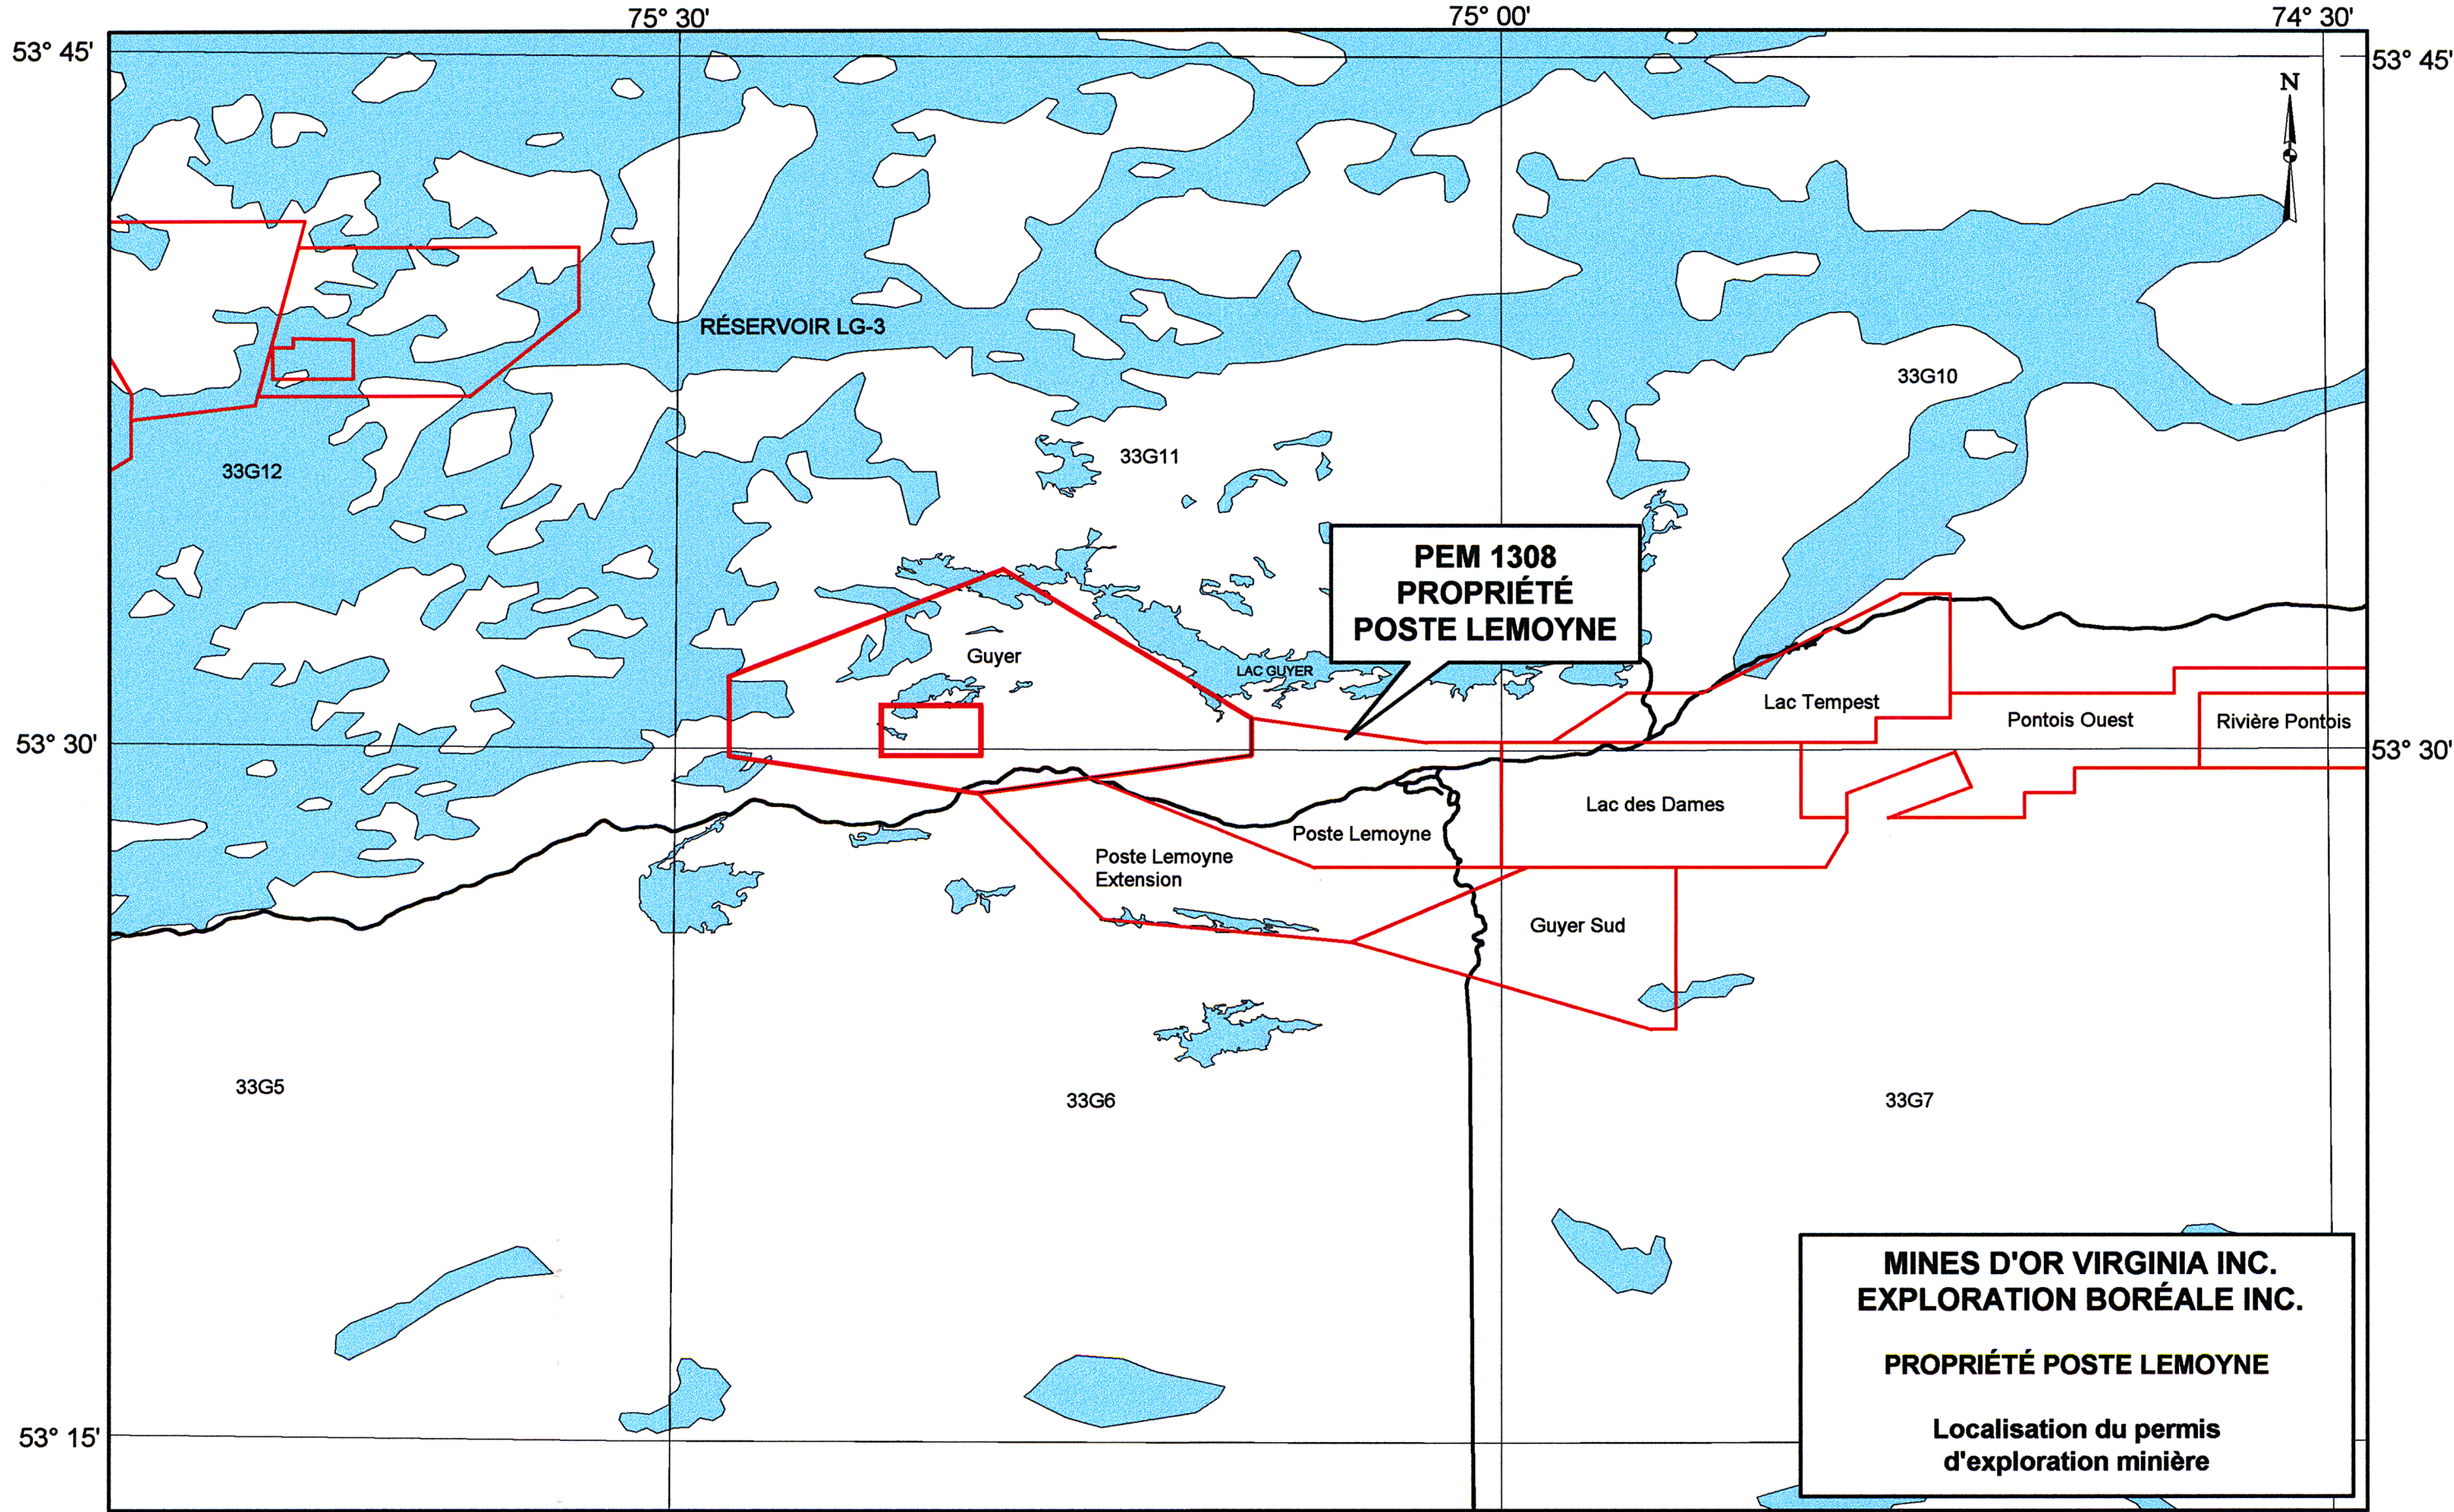 75° 30'
75° 00'
74° 30'
53° 45'
53° 45'
N
RÉSERVOIR LG-3
33G10
33G11
33G12
PEM 1308
PROPRIÉTÉ
POSTE LEMOYNE
Guyer
LAC GUYER
Lac Tempest
Pontois Ouest
Rivière Pontois
53° 30'
53° 30'
Lac des Dames
Poste Lemoyne
Poste Lemoyne
Extension
Guyer Sud
33G5
33G6
33G7
MINES D'OR VIRGINIA INC.
EXPLORATION BORÉALE INC.
PROPRIÉTÉ POSTE LEMOYNE
Localisation du permis
d'exploration minière
53° 15'